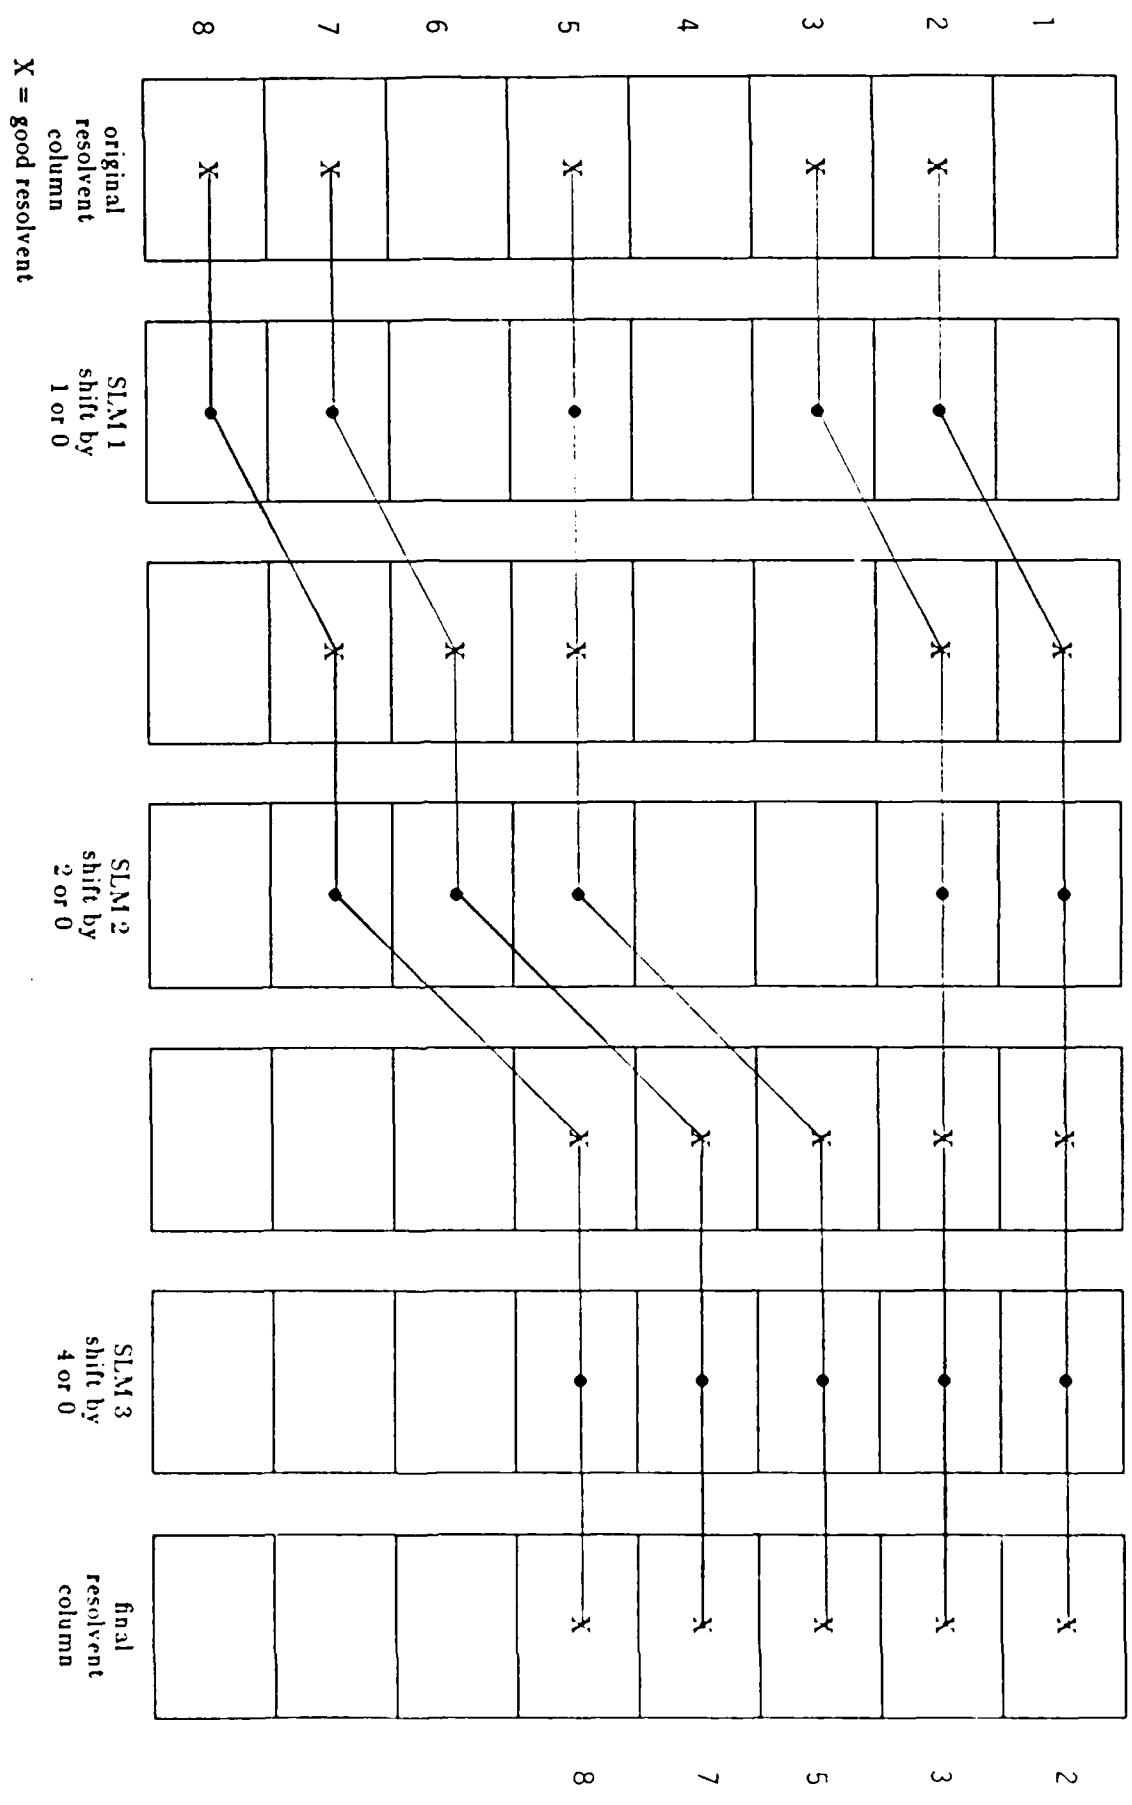 1
2
3
4
5
6
7
8
original
resolvent
column
X = good resolvent
X
X
X
X
X
SLM 1
shift by
1 or 0
X
X
X
X
X
SLM 2
shift by
2 or 0
X
X
X
X
X
SLM 3
shift by
4 or 0
X
X
X
X
X
final
resolvent
column
2
3
5
7
8